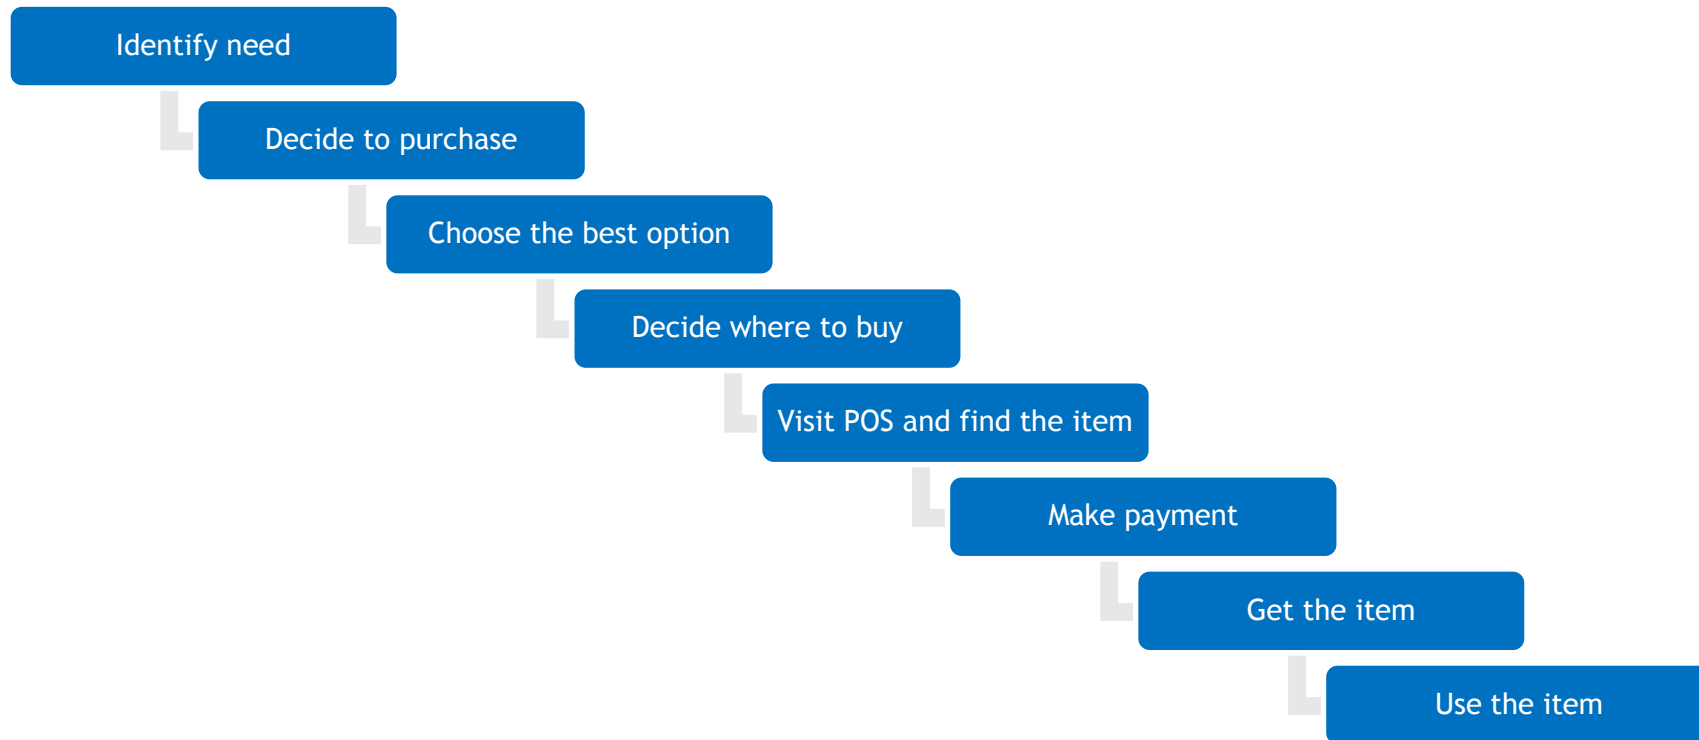 Identify need
Decide to purchase
Choose the best option
Decide where to buy
Visit POS and find the item
Make payment
Get the item
Use the item